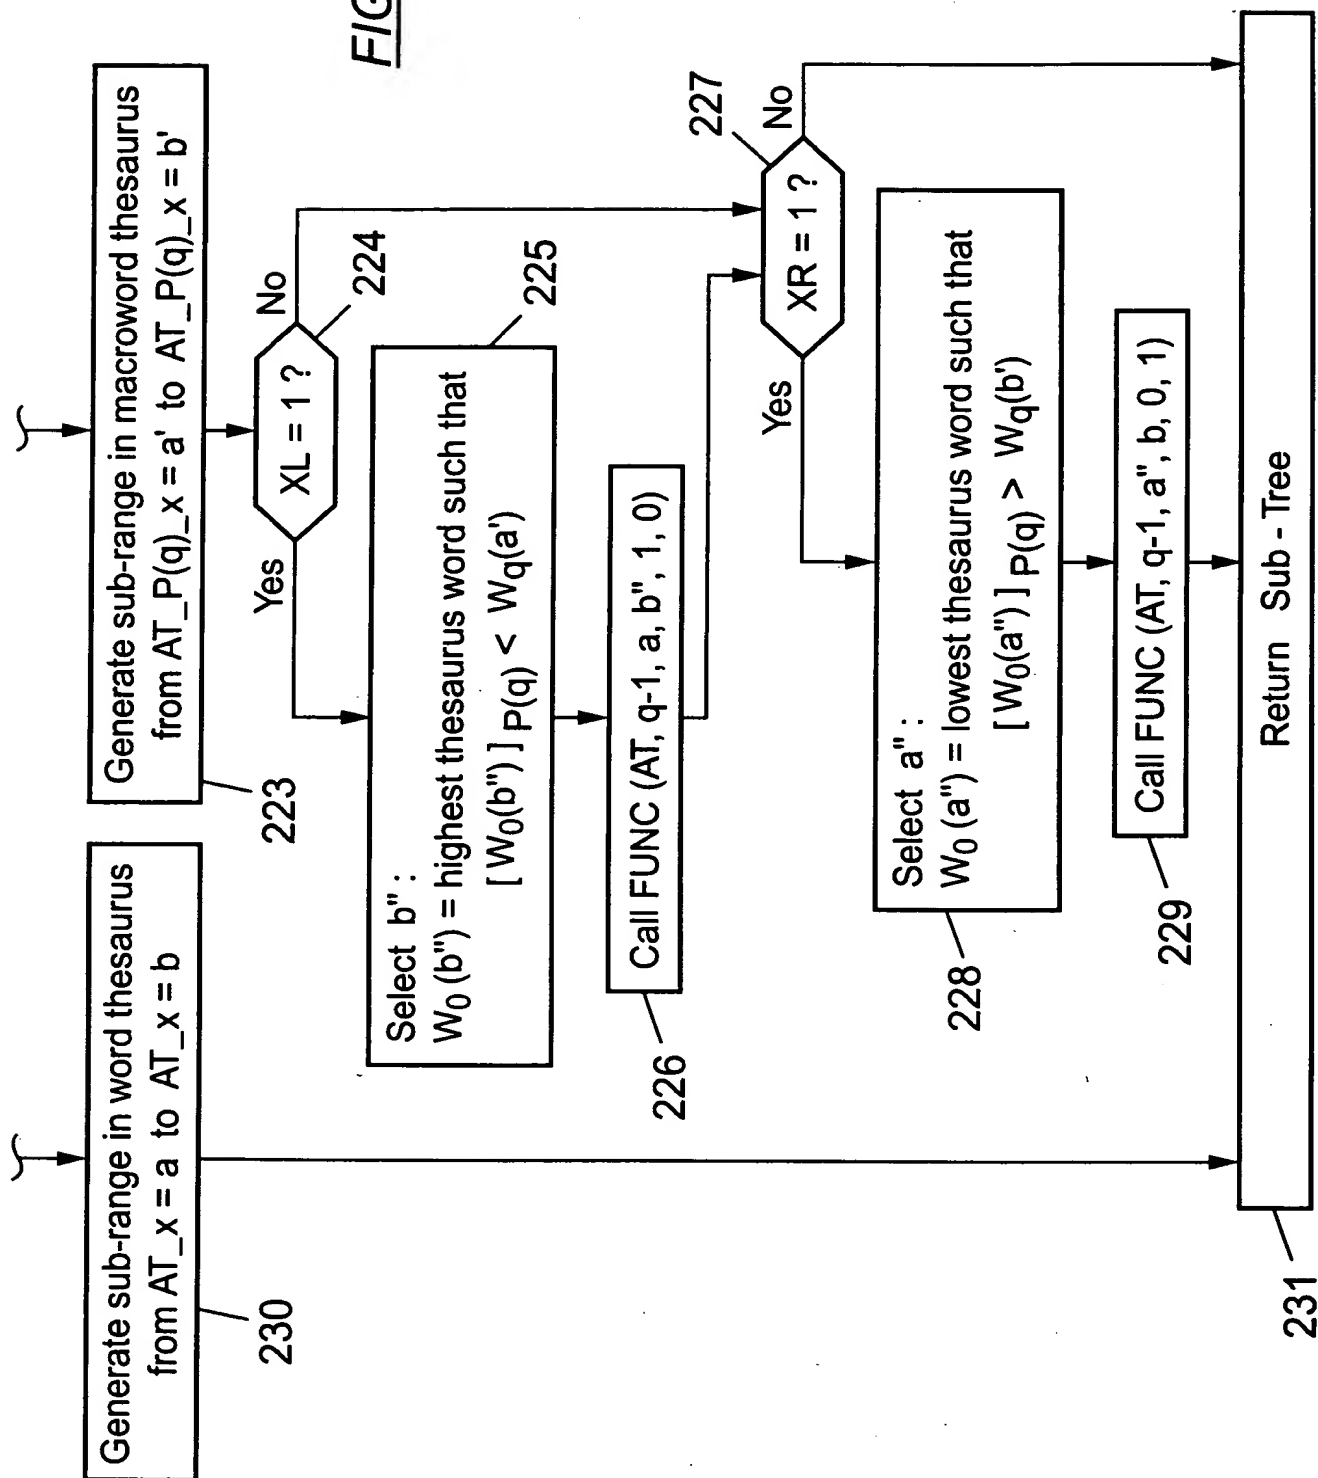 FIG
Generate sub-range in word thesaurus
from AT_x = a to AT_x = b
230
Generate sub-range in macroword thesaurus
from AT_P(q)_x = a' to AT_P(q)_x = b'
223
XL = 1 ?
224
Yes
No
Select b" :
W0 (b") = highest thesaurus word such that
[ W0(b") ] P(q) < Wq(a')
225
Call FUNC (AT, q-1, a, b", 1, 0)
226
XR = 1 ?
227
Yes
No
Select a" :
W0 (a") = lowest thesaurus word such that
[ W0(a") ] P(q) > Wq(b')
228
Call FUNC (AT, q-1, a", b, 0, 1)
229
Return Sub - Tree
231